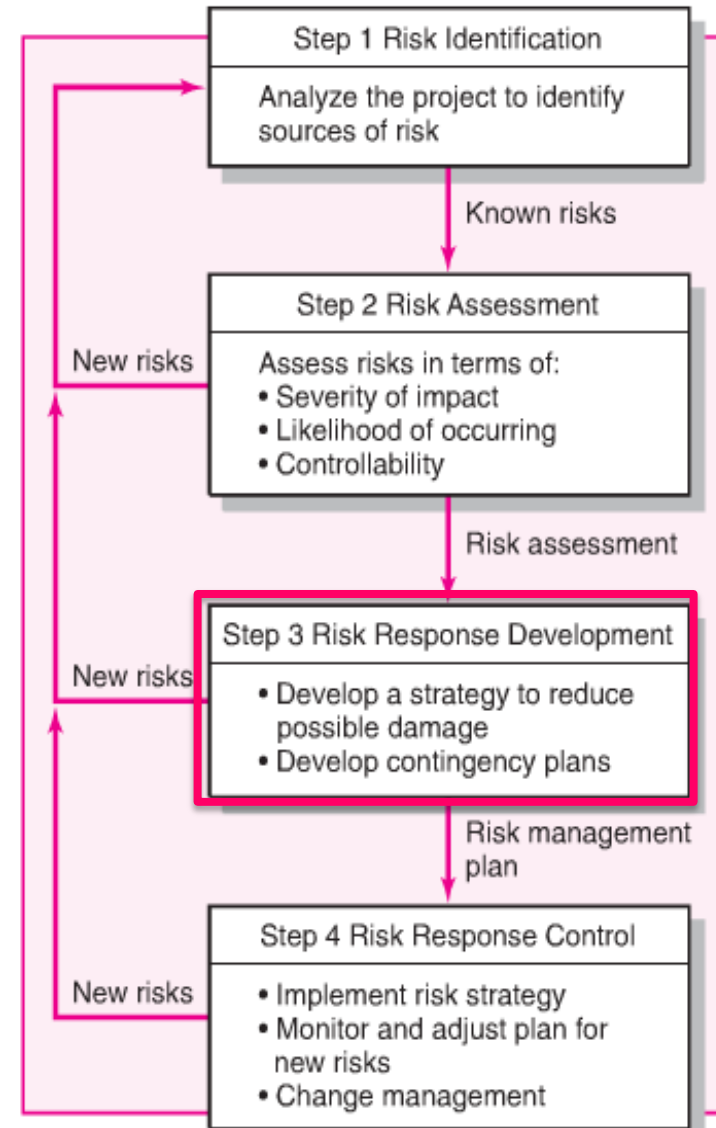 Step 1 Risk Identification
Analyze the project to identify
sources of risk
Known risks
Step 2 Risk Assessment
New risks
Assess risks in terms of:
• Severity of impact
• Likelihood of occurring
• Controllability
Risk assessment
Step 3 Risk Response Development
New risks
• Develop a strategy to reduce
possible damage
• Develop contingency plans
Risk management
plan
Step 4 Risk Response Control
New risks
• Implement risk strategy
• Monitor and adjust plan for
new risks
• Change management